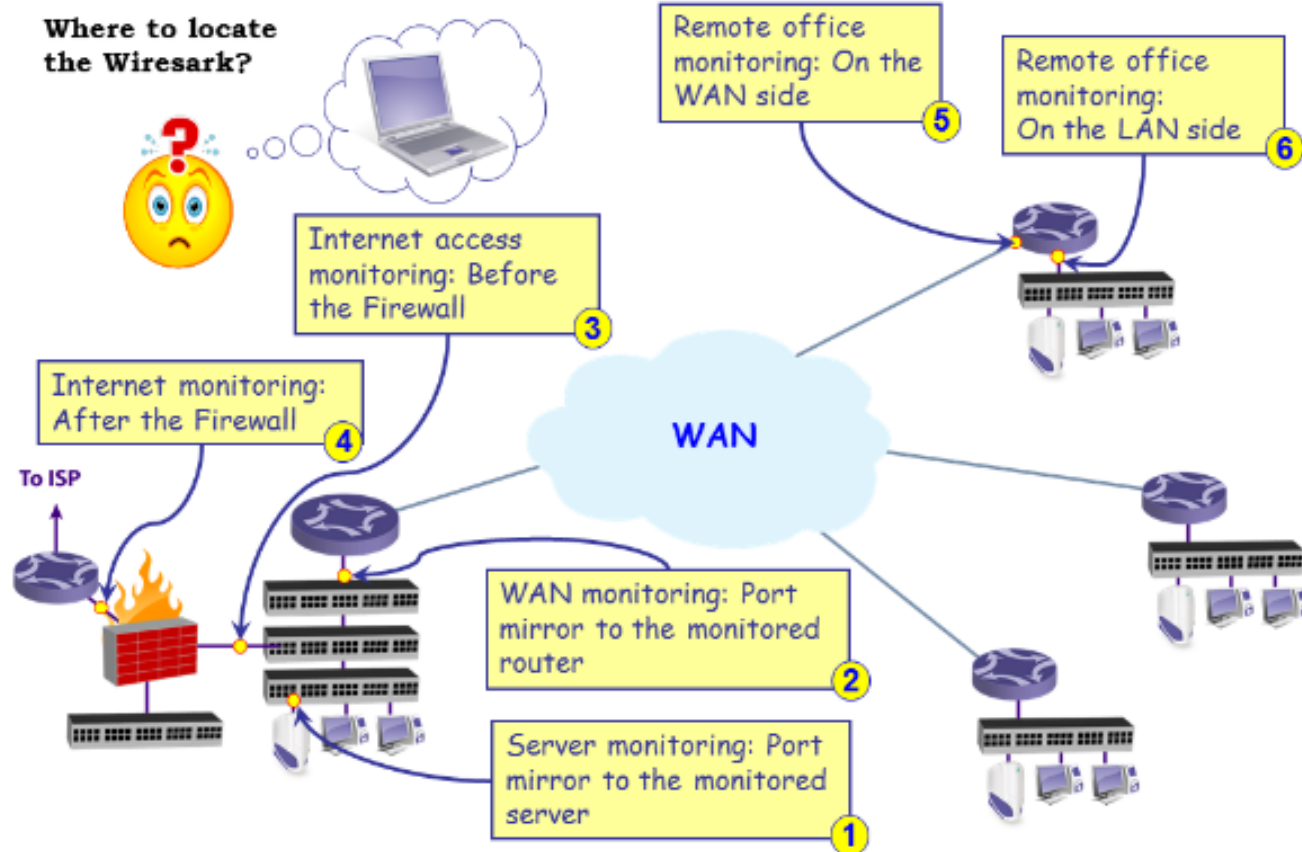 Where to locate
the Wiresark?
Remote office
monitoring: On the
WAN side
5
Remote office
monitoring:
On the LAN side
6
Internet access
monitoring: Before
the Firewall
3
Internet monitoring:
After the Firewall
4
To ISP
WAN
WAN monitoring: Port
mirror to the monitored
router
2
Server monitoring: Port
mirror to the monitored
server
1